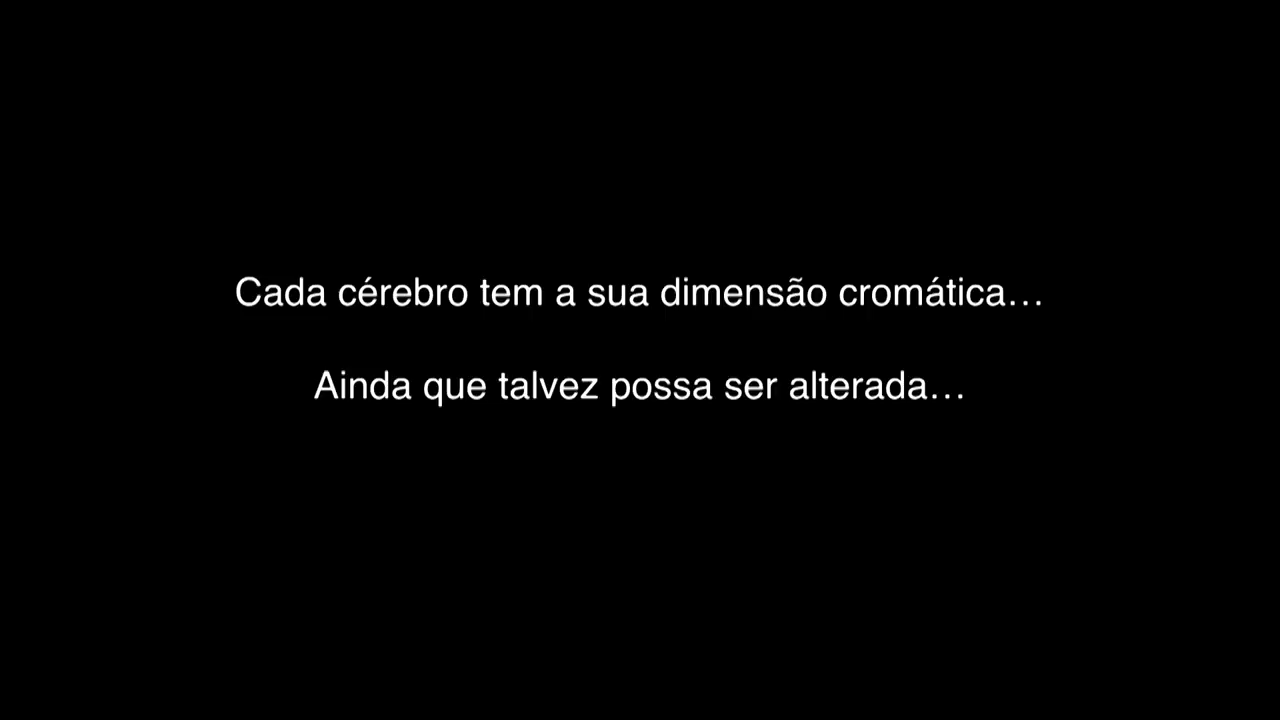 Cada cérebro tem a sua dimensão cromática…
Ainda que talvez possa ser alterada…